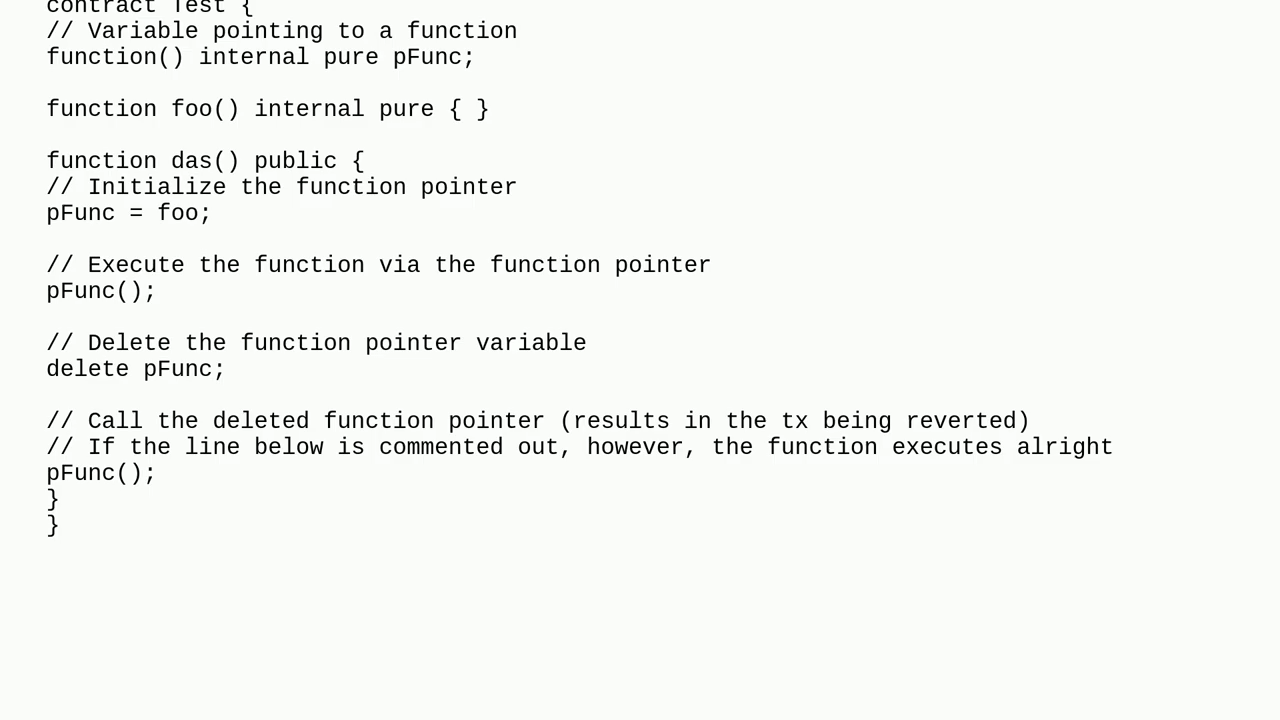 contract Test {
// Variable pointing to a function
function() internal pure pFunc;
function foo() internal pure { }
function das() public {
// Initialize the function pointer
pFunc = foo;
// Execute the function via the function pointer
pFunc();
// Delete the function pointer variable
delete pFunc;
// Call the deleted function pointer (results in the tx being reverted)
// If the line below is commented out, however, the function executes alright
pFunc();
}
}